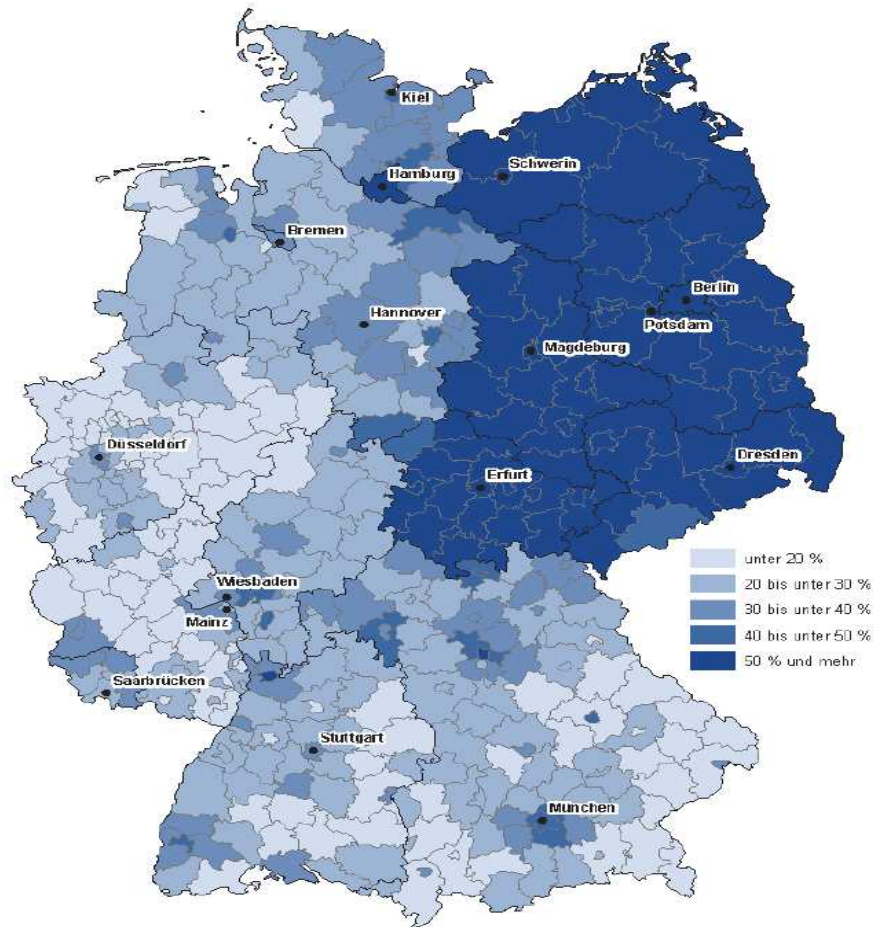 Kiel
Schwerin
Hamburg
Bremen
Berlin
Hannover
Potsdam
Magdeburg
Düsseldorf
Dresden
Erfurt
unter 20 %
20 bis unter 30 %
Wiesbaden
30 bis unter 40 %
Mainz
40 bis unter 50 %
50 % und mehr
Saarbrücken
Stuttgart
München